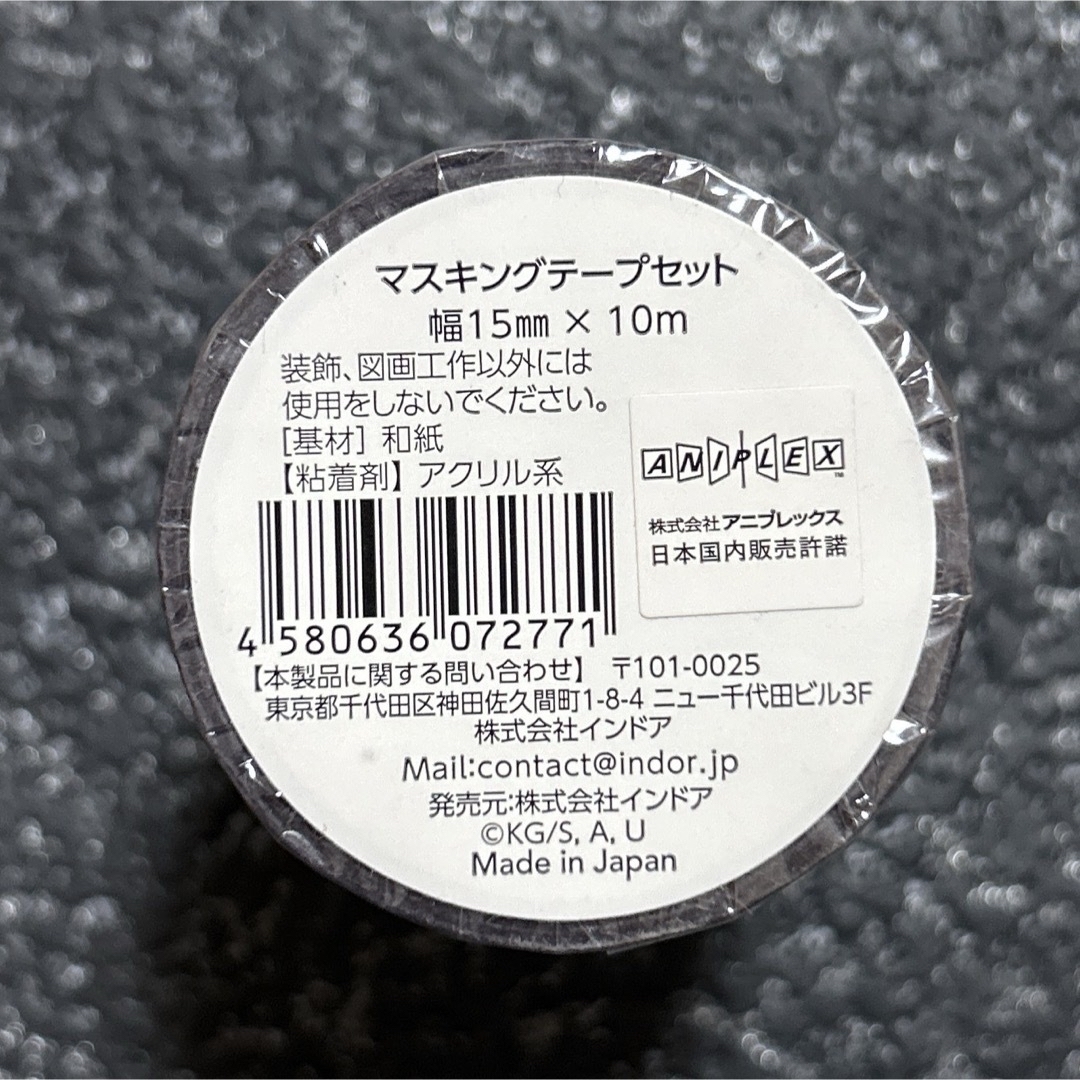 マスキングテープセット
幅15㎜ × 10m
装飾、図画工作以外には
使用をしないでください。
[基材] 和紙
【粘着剤】アクリル系
ANIPLEX™
株式会社アニプレックス
日本国内販売許諾
4 580636 072771
【本製品に関する問い合わせ】 〒101-0025
東京都千代田区神田佐久間町1-8-4 ニュー千代田ビル3F
株式会社インドア
Mail:contact@indor.jp
発売元:株式会社インドア
©KG/S, A, U
Made in Japan